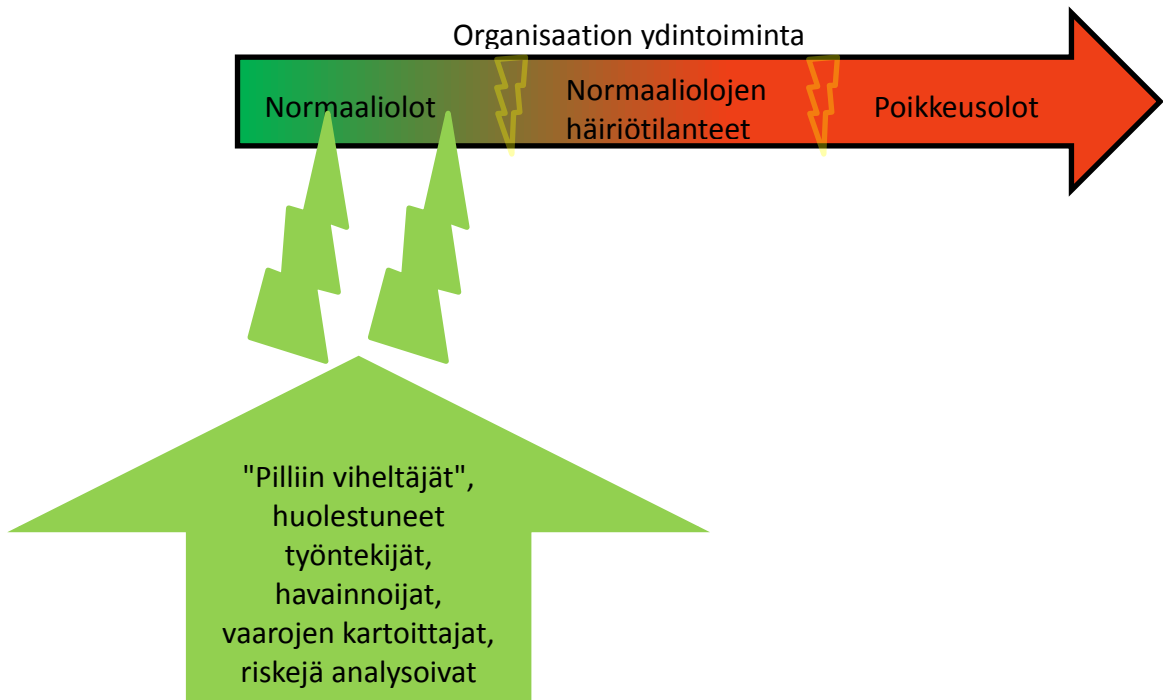 Organisaation ydintoiminta
Normaaliolot
Normaaliolojen
häiriötilanteet
Poikkeusolot
"Pilliin viheltäjät",
huolestuneet
työntekijät,
havainnoijat,
vaarojen kartoittajat,
riskejä analysoivat